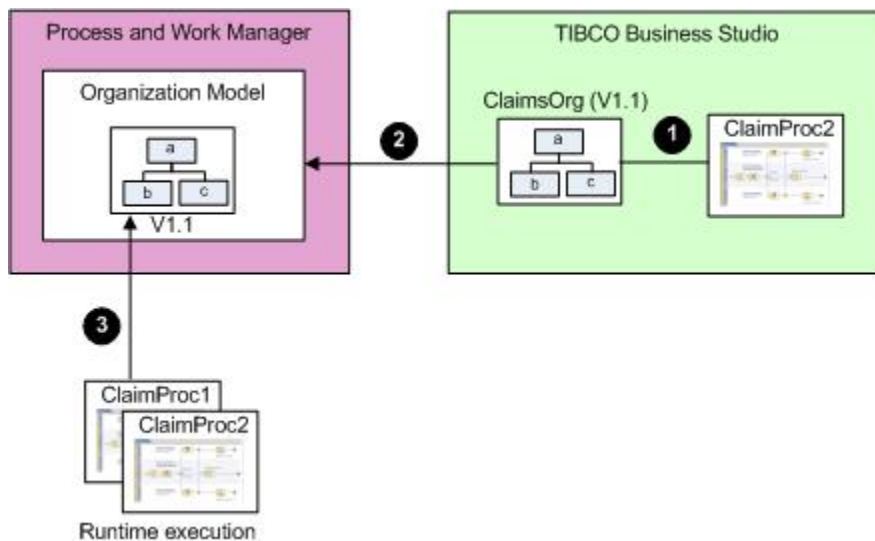 Process and Work Manager
TIBCO Business Studio
Organization Model
ClaimsOrg (V1.1)
ClaimProc2
a
b
c
V1.1
2
a
b
c
1
3
ClaimProc1
ClaimProc2
Runtime execution